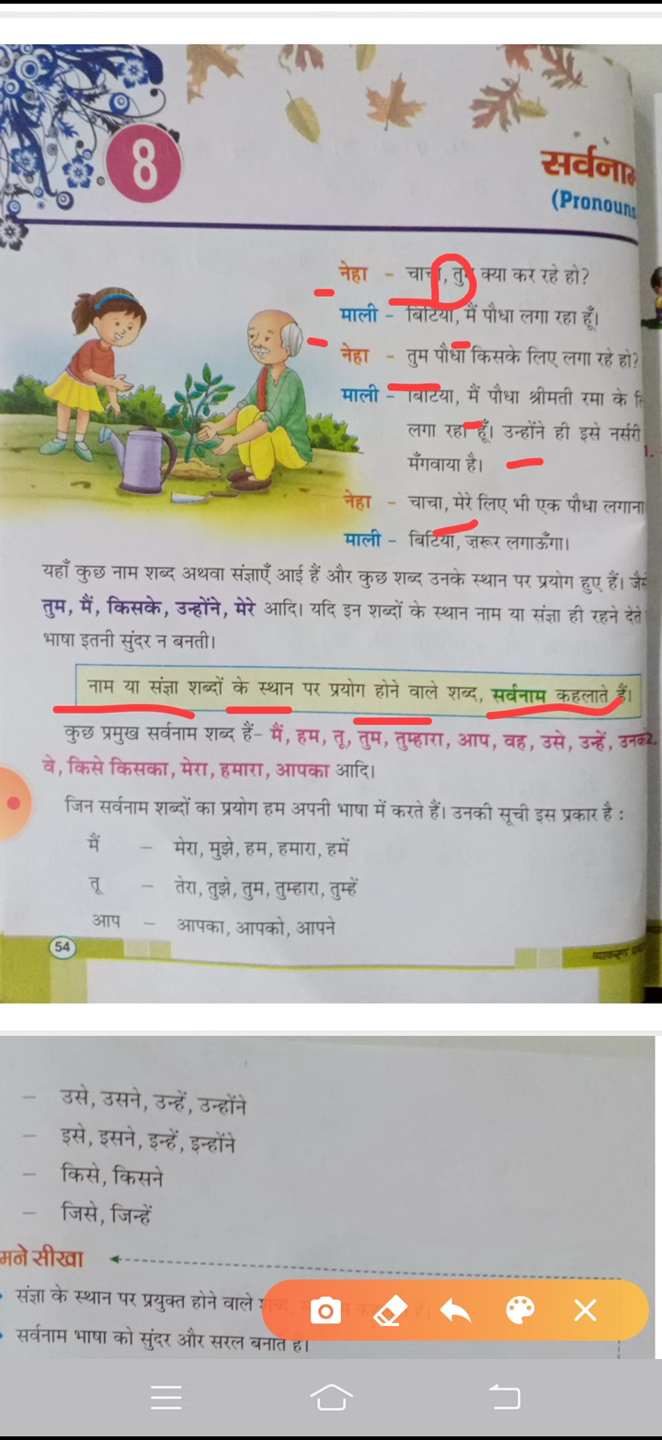 8
सर्वनाम
(Pronouns
नेहा - चाचा, तुम क्या कर रहे हो?
माली - बिटिया, मैं पौधा लगा रहा हूँ।
नेहा - तुम पौधा किसके लिए लगा रहे हो?
माली - बिटिया, मैं पौधा श्रीमती रमा के
लगा रहा हूँ। उन्होंने ही इसे नर्सरी
मँगवाया है।
नेहा - चाचा, मेरे लिए भी एक पौधा लगाना
माली - बिटिया, ज़रूर लगाऊँगा।
यहाँ कुछ नाम शब्द अथवा संज्ञाएँ आई हैं और कुछ शब्द उनके स्थान पर प्रयोग हुए हैं।
तुम, मैं, किसके, उन्होंने, मेरे आदि। यदि इन शब्दों के स्थान नाम या संज्ञा ही रहने देते
भाषा इतनी सुंदर न बनती।
नाम या संज्ञा शब्दों के स्थान पर प्रयोग होने वाले शब्द, सर्वनाम कहलाते हैं।
कुछ प्रमुख सर्वनाम शब्द हैं- मैं, हम, तू, तुम, तुम्हारा, आप, वह, उसे, उन्हें,
वे, किसे किसका, मेरा, हमारा, आपका आदि।
जिन सर्वनाम शब्दों का प्रयोग हम अपनी भाषा में करते हैं। उनकी सूची इस प्रकार है :
मैं - मेरा, मुझे, हम, हमारा, हमें
तू - तेरा, तुझे, तुम, तुम्हारा, तुम्हें
आप - आपका, आपको, आपने
54
1.
2.
- उसे, उसने, उन्हें, उन्होंने
- इसे, इसने, इन्हें, इन्होंने
- किसे, किसने
- जिसे, जिन्हें
मने सीखा
संज्ञा के स्थान पर प्रयुक्त होने वाले
सर्वनाम भाषा को सुंदर और सरल बनाते हैं।